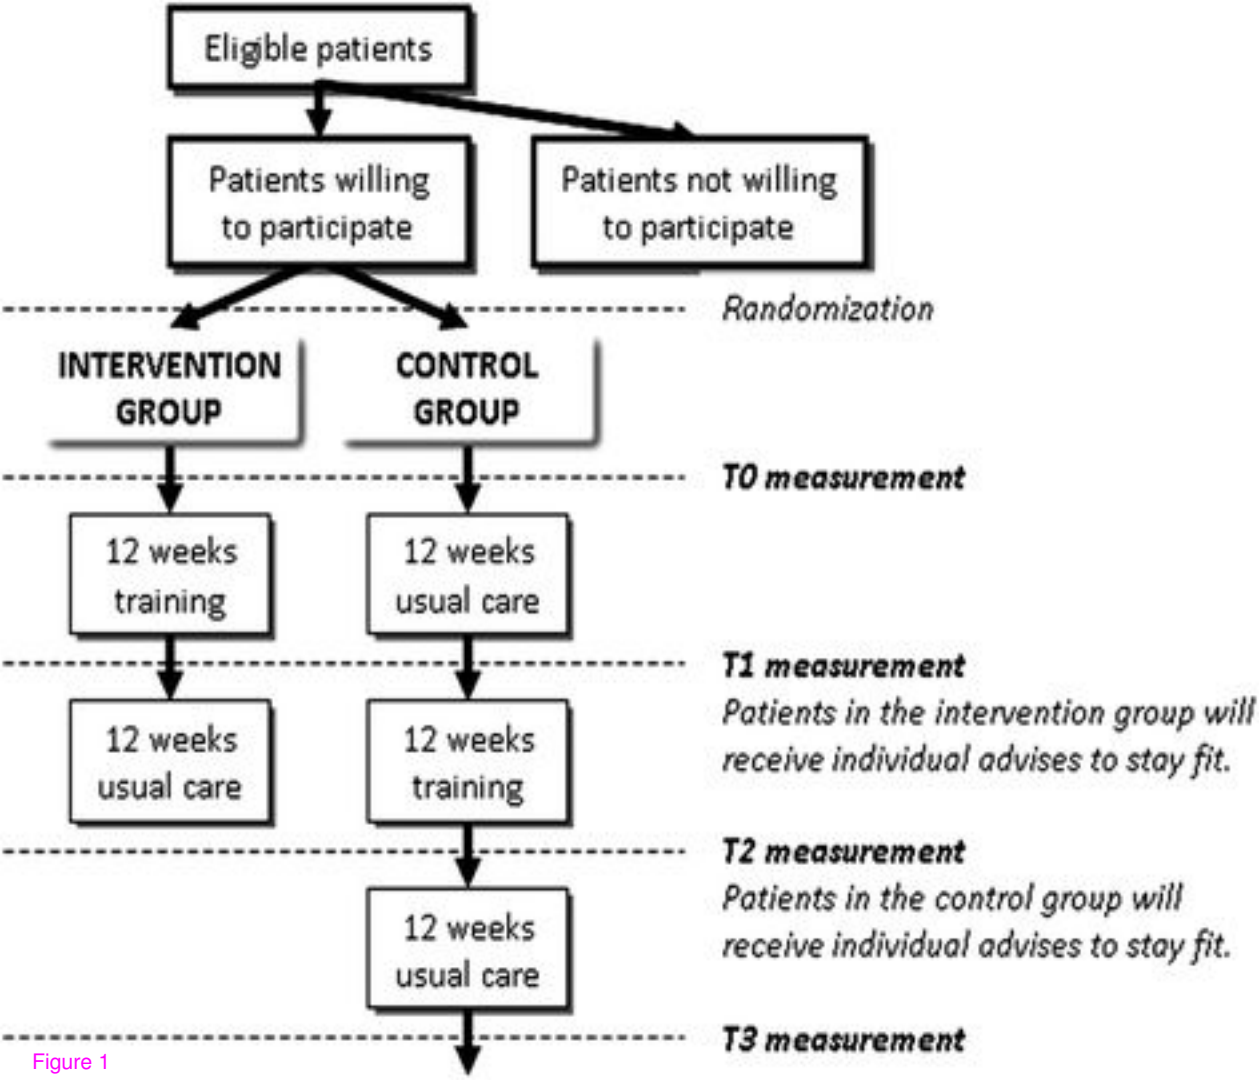 Eligible patients
Patients willing
to participate
Patients not willing
to participate
Randomization
INTERVENTION
GROUP
CONTROL
GROUP
T0 measurement
12 weeks
training
12 weeks
usual care
T1 measurement
Patients in the intervention group will
receive individual advises to stay fit.
12 weeks
usual care
12 weeks
training
T2 measurement
Patients in the control group will
receive individual advises to stay fit.
12 weeks
usual care
T3 measurement
Figure 1